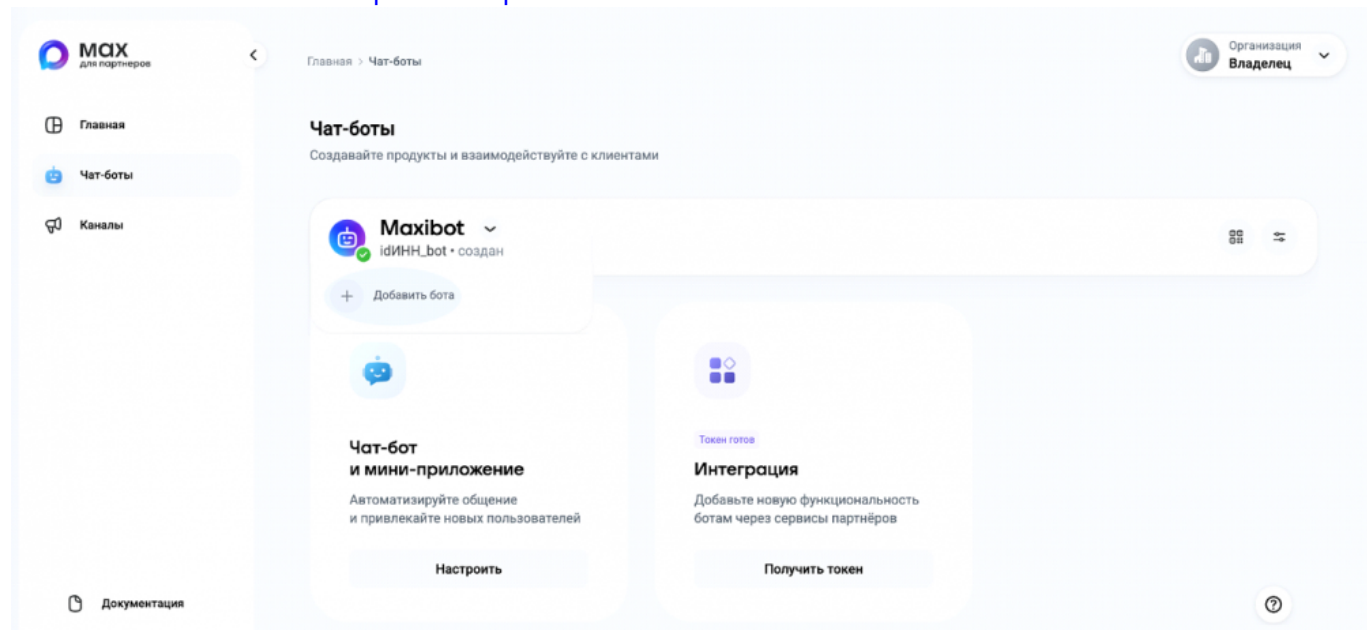 max
для партнеров
Главная > Чат-боты
Организация
Владелец
Главная
Чат-боты
Каналы
Чат-боты
Создавайте продукты и взаимодействуйте с клиентами
Maxibot
idИНН_bot • создан
+ Добавить бота
Чат-бот
и мини-приложение
Автоматизируйте общение
и привлекайте новых пользователей
Настроить
Токен готов
Интеграция
Добавьте новую функциональность
ботам через сервисы партнёров
Получить токен
Документация